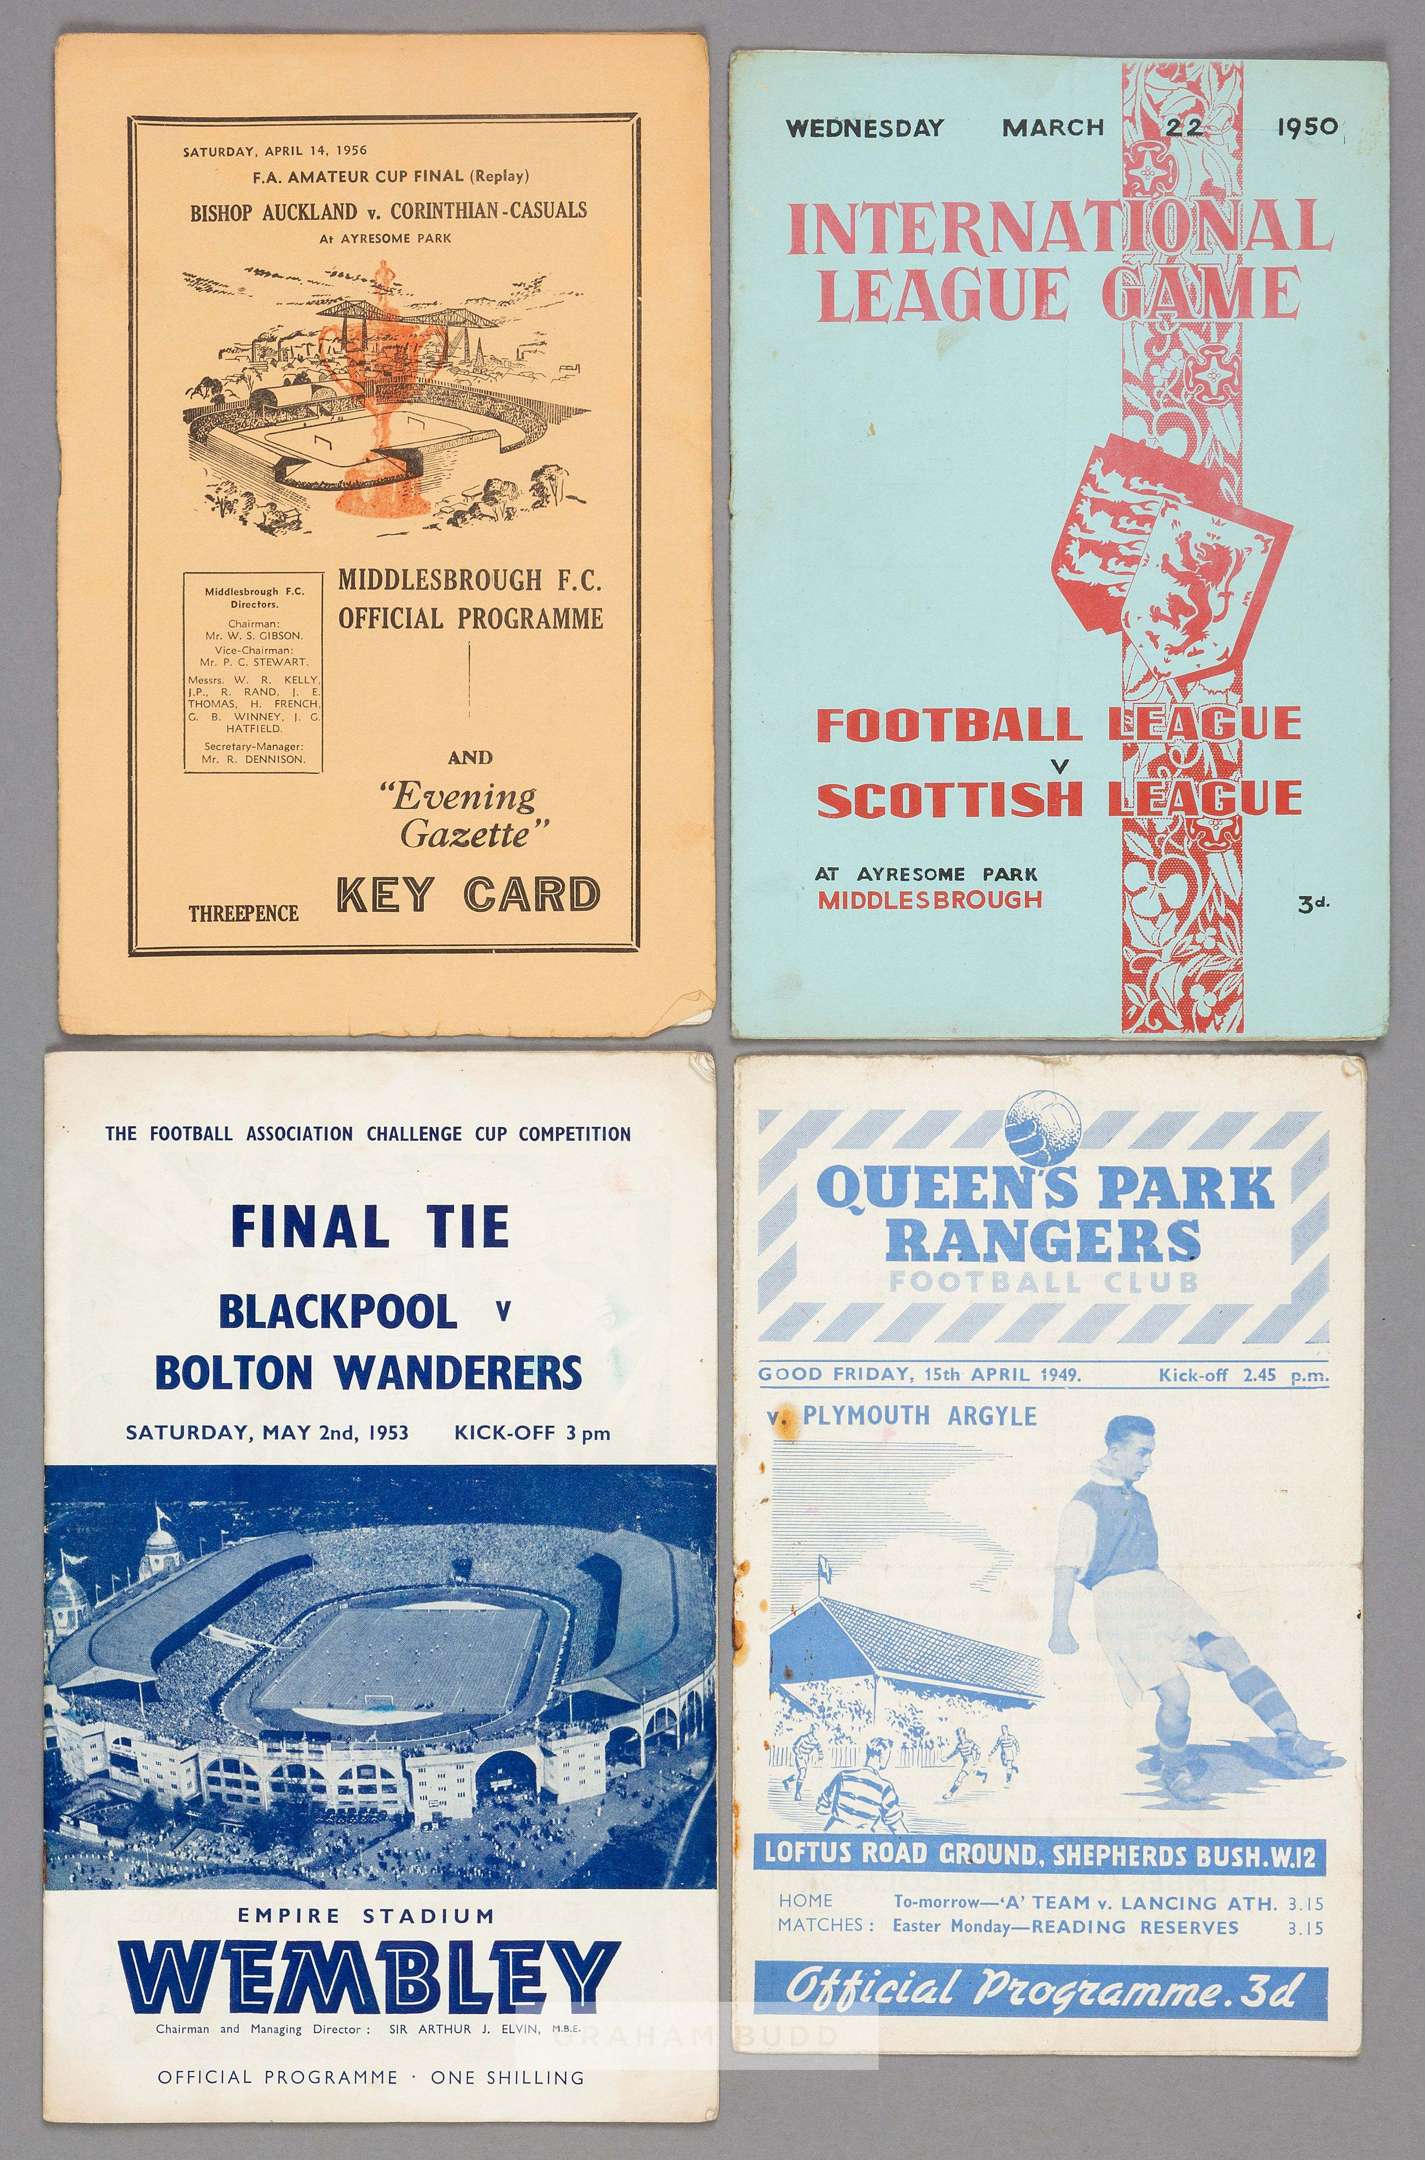 SATURDAY, APRIL 14, 1956
F.A. AMATEUR CUP FINAL (Replay)
BISHOP AUCKLAND v. CORINTHIAN-CASUALS
At AYRESOME PARK
Middlesbrough F.C.
Directors.
Chairman:
Mr. W. S. GIBSON.
Vice-Chairman:
Mr. P. C. STEWART.
Messrs. W. R. KELLY,
J.P., R. RAND, J. E.
THOMAS, H. FRENCH,
G. B. WINNEY, J. G.
HATFIELD.
Secretary-Manager:
Mr. R. DENNISON.
MIDDLESBROUGH F.C.
OFFICIAL PROGRAMME
AND
"Evening
Gazette"
KEY CARD
THREEPENCE
WEDNESDAY MARCH 22 1950
INTERNATIONAL
LEAGUE GAME
FOOTBALL LEAGUE
V
SCOTTISH LEAGUE
AT AYRESOME PARK
MIDDLESBROUGH
3d.
THE FOOTBALL ASSOCIATION CHALLENGE CUP COMPETITION
FINAL TIE
BLACKPOOL v
BOLTON WANDERERS
SATURDAY, MAY 2nd, 1953 KICK-OFF 3 pm
EMPIRE STADIUM
WEMBLEY
Chairman and Managing Director: SIR ARTHUR J. ELVIN, M.B.E.
OFFICIAL PROGRAMME · ONE SHILLING
QUEEN'S PARK
RANGERS
FOOTBALL CLUB
GOOD FRIDAY, 15th APRIL 1949. Kick-off 2.45 p.m.
v. PLYMOUTH ARGYLE
LOFTUS ROAD GROUND, SHEPHERDS BUSH.W.12
HOME To-morrow—'A' TEAM v. LANCING ATH. 3.15
MATCHES: Easter Monday—READING RESERVES 3.15
Official Programme. 3d
GRAHAM BUDD